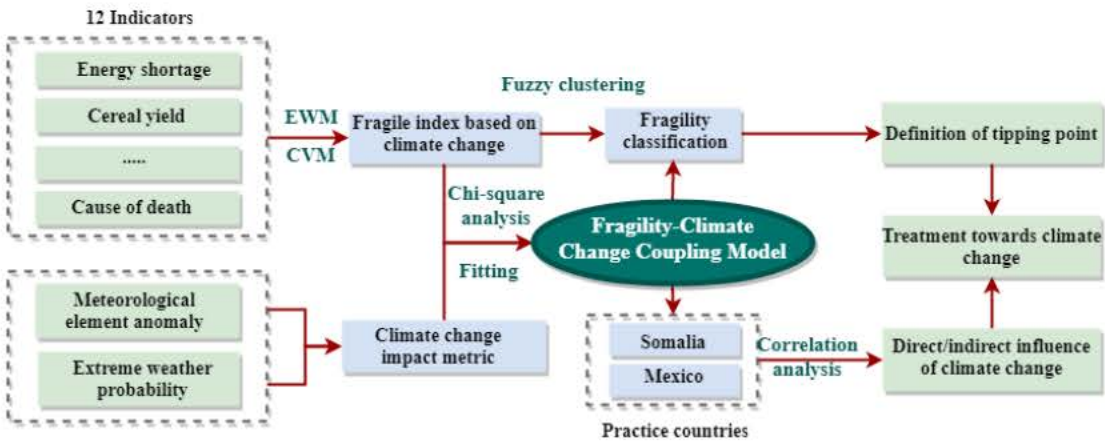 12 Indicators
Energy shortage
Cereal yield
.....
Cause of death
EWM
CVM
Fragile index based on
climate change
Fuzzy clustering
Fragility
classification
Definition of tipping point
Chi-square
analysis
Fitting
Fragility-Climate
Change Coupling Model
Treatment towards climate
change
Meteorological
element anomaly
Extreme weather
probability
Climate change
impact metric
Somalia
Mexico
Practice countries
Correlation
analysis
Direct/indirect influence
of climate change